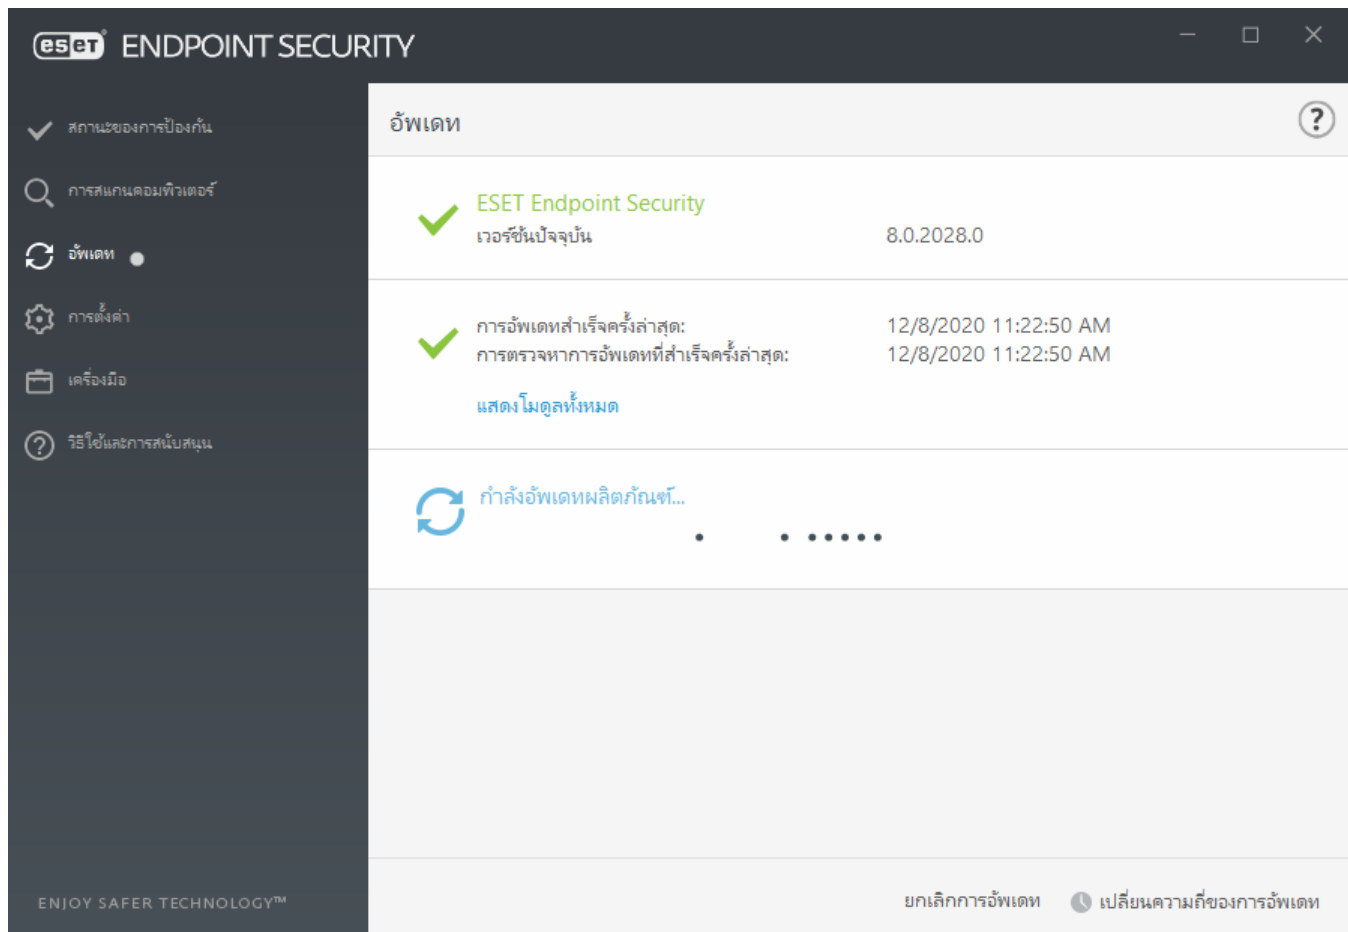 eset ENDPOINT SECURITY
สถานะของการป้องกัน
การสแกนคอมพิวเตอร์
อัพเดท
การตั้งค่า
เครื่องมือ
วิธีใช้และการสนับสนุน
ENJOY SAFER TECHNOLOGY™
อัพเดท
?
ESET Endpoint Security
เวอร์ชันปัจจุบัน 8.0.2028.0
การอัพเดทสำเร็จครั้งล่าสุด: 12/8/2020 11:22:50 AM
การตรวจหาการอัพเดทที่สำเร็จครั้งล่าสุด: 12/8/2020 11:22:50 AM
แสดงโมดูลทั้งหมด
กำลังอัพเดทผลิตภัณฑ์...
ยกเลิกการอัพเดท เปลี่ยนความถี่ของการอัพเดท